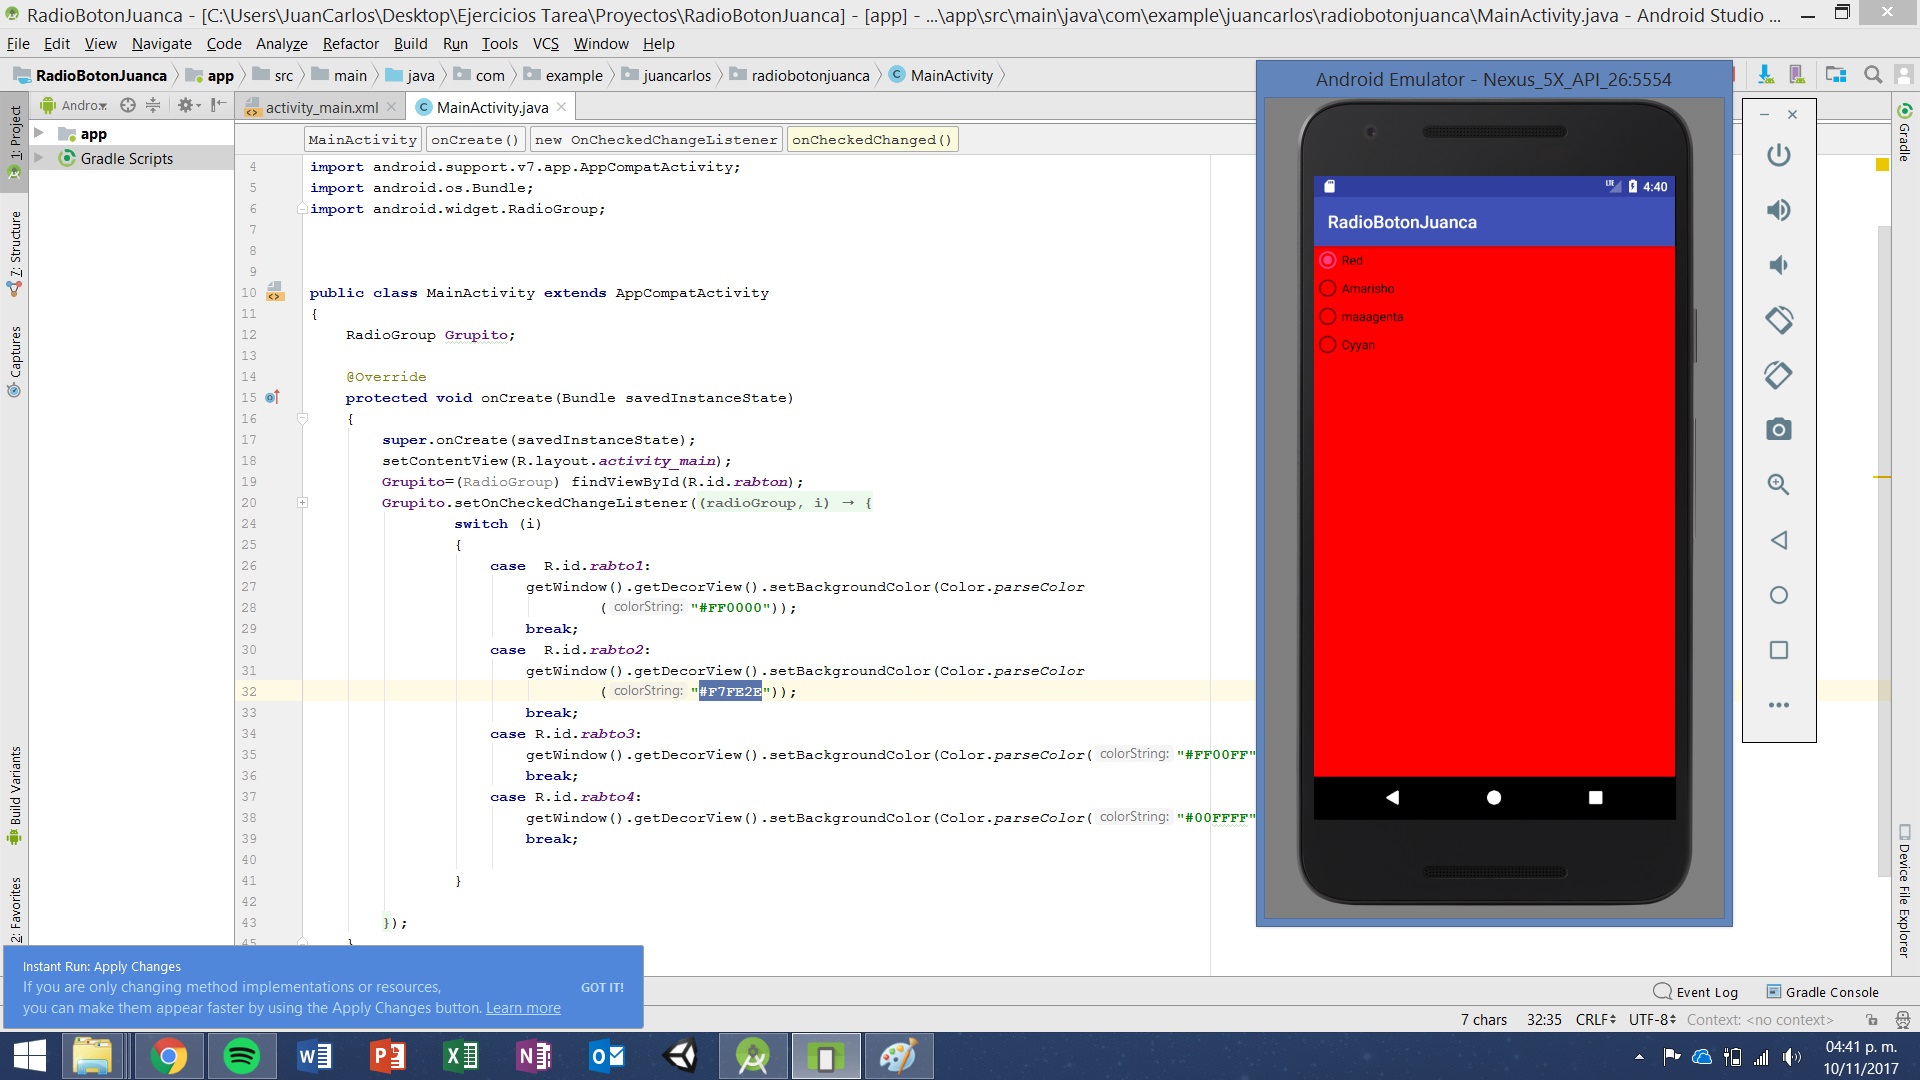 RadioBotonJuanca - [C:\Users\JuanCarlos\Desktop\Ejercicios Tarea\Proyectos\RadioBotonJuanca] - [app] - ...\app\src\main\java\com\example\juancarlos\radiobotonjuanca\MainActivity.java - Android Studio ...
File Edit View Navigate Code Analyze Refactor Build Run Tools VCS Window Help
RadioBotonJuanca app src main java com example juancarlos radiobotonjuanca MainActivity
Andro...
activity_main.xml
MainActivity.java
1: Project
7: Structure
Captures
Build Variants
2: Favorites
app
Gradle Scripts
MainActivity onCreate() new OnCheckedChangeListener onCheckedChanged()
4 import android.support.v7.app.AppCompatActivity;
5 import android.os.Bundle;
6 import android.widget.RadioGroup;
7
8
9
10 public class MainActivity extends AppCompatActivity
11 {
12 RadioGroup Grupito;
13
14 @Override
15 protected void onCreate(Bundle savedInstanceState)
16 {
17 super.onCreate(savedInstanceState);
18 setContentView(R.layout.activity_main);
19 Grupito=(RadioGroup) findViewById(R.id.rabton);
20 Grupito.setOnCheckedChangeListener((radioGroup, i) → {
24 switch (i)
25 {
26 case R.id.rabto1:
27 getWindow().getDecorView().setBackgroundColor(Color.parseColor
28 ( colorString: "#FF0000"));
29 break;
30 case R.id.rabto2:
31 getWindow().getDecorView().setBackgroundColor(Color.parseColor
32 ( colorString: "#F7FE2E"));
33 break;
34 case R.id.rabto3:
35 getWindow().getDecorView().setBackgroundColor(Color.parseColor( colorString: "#FF00FF"
36 break;
37 case R.id.rabto4:
38 getWindow().getDecorView().setBackgroundColor(Color.parseColor( colorString: "#00FFFF"
39 break;
40
41 }
42
43 });
45 }
Android Emulator - Nexus_5X_API_26:5554
LTE 4:40
RadioBotonJuanca
Red
Amarisho
maaagenta
Cyyan
Gradle
Device File Explorer
Instant Run: Apply Changes
If you are only changing method implementations or resources,
you can make them appear faster by using the Apply Changes button. Learn more
GOT IT!
Event Log Gradle Console
7 chars 32:35 CRLF UTF-8 Context: <no context>
04:41 p. m.
10/11/2017